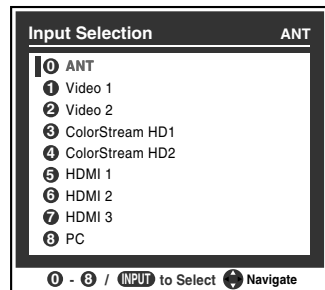 Input Selection ANT
0 ANT
1 Video 1
2 Video 2
3 ColorStream HD1
4 ColorStream HD2
5 HDMI 1
6 HDMI 2
7 HDMI 3
8 PC
0 - 8 / INPUT to Select Navigate